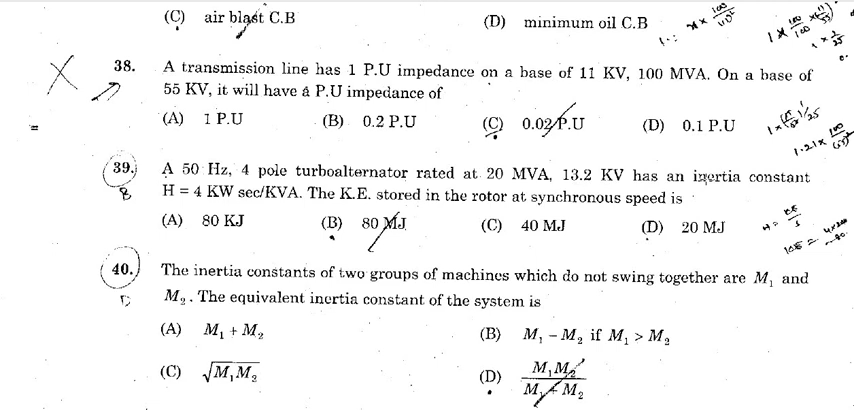 (C) air blast C.B (D) minimum oil C.B
38. A transmission line has 1 P.U impedance on a base of 11 KV, 100 MVA. On a base of
55 KV, it will have a P.U impedance of
(A) 1 P.U (B) 0.2 P.U (C) 0.02 P.U (D) 0.1 P.U
39. A 50 Hz, 4 pole turboalternator rated at 20 MVA, 13.2 KV has an inertia constant
H = 4 KW sec/KVA. The K.E. stored in the rotor at synchronous speed is
(A) 80 KJ (B) 80 MJ (C) 40 MJ (D) 20 MJ
40. The inertia constants of two groups of machines which do not swing together are M₁ and
M₂. The equivalent inertia constant of the system is
(A) M₁ + M₂ (B) M₁ − M₂ if M₁ > M₂
(C) √M₁M₂ (D) M₁M₂
M₁ + M₂